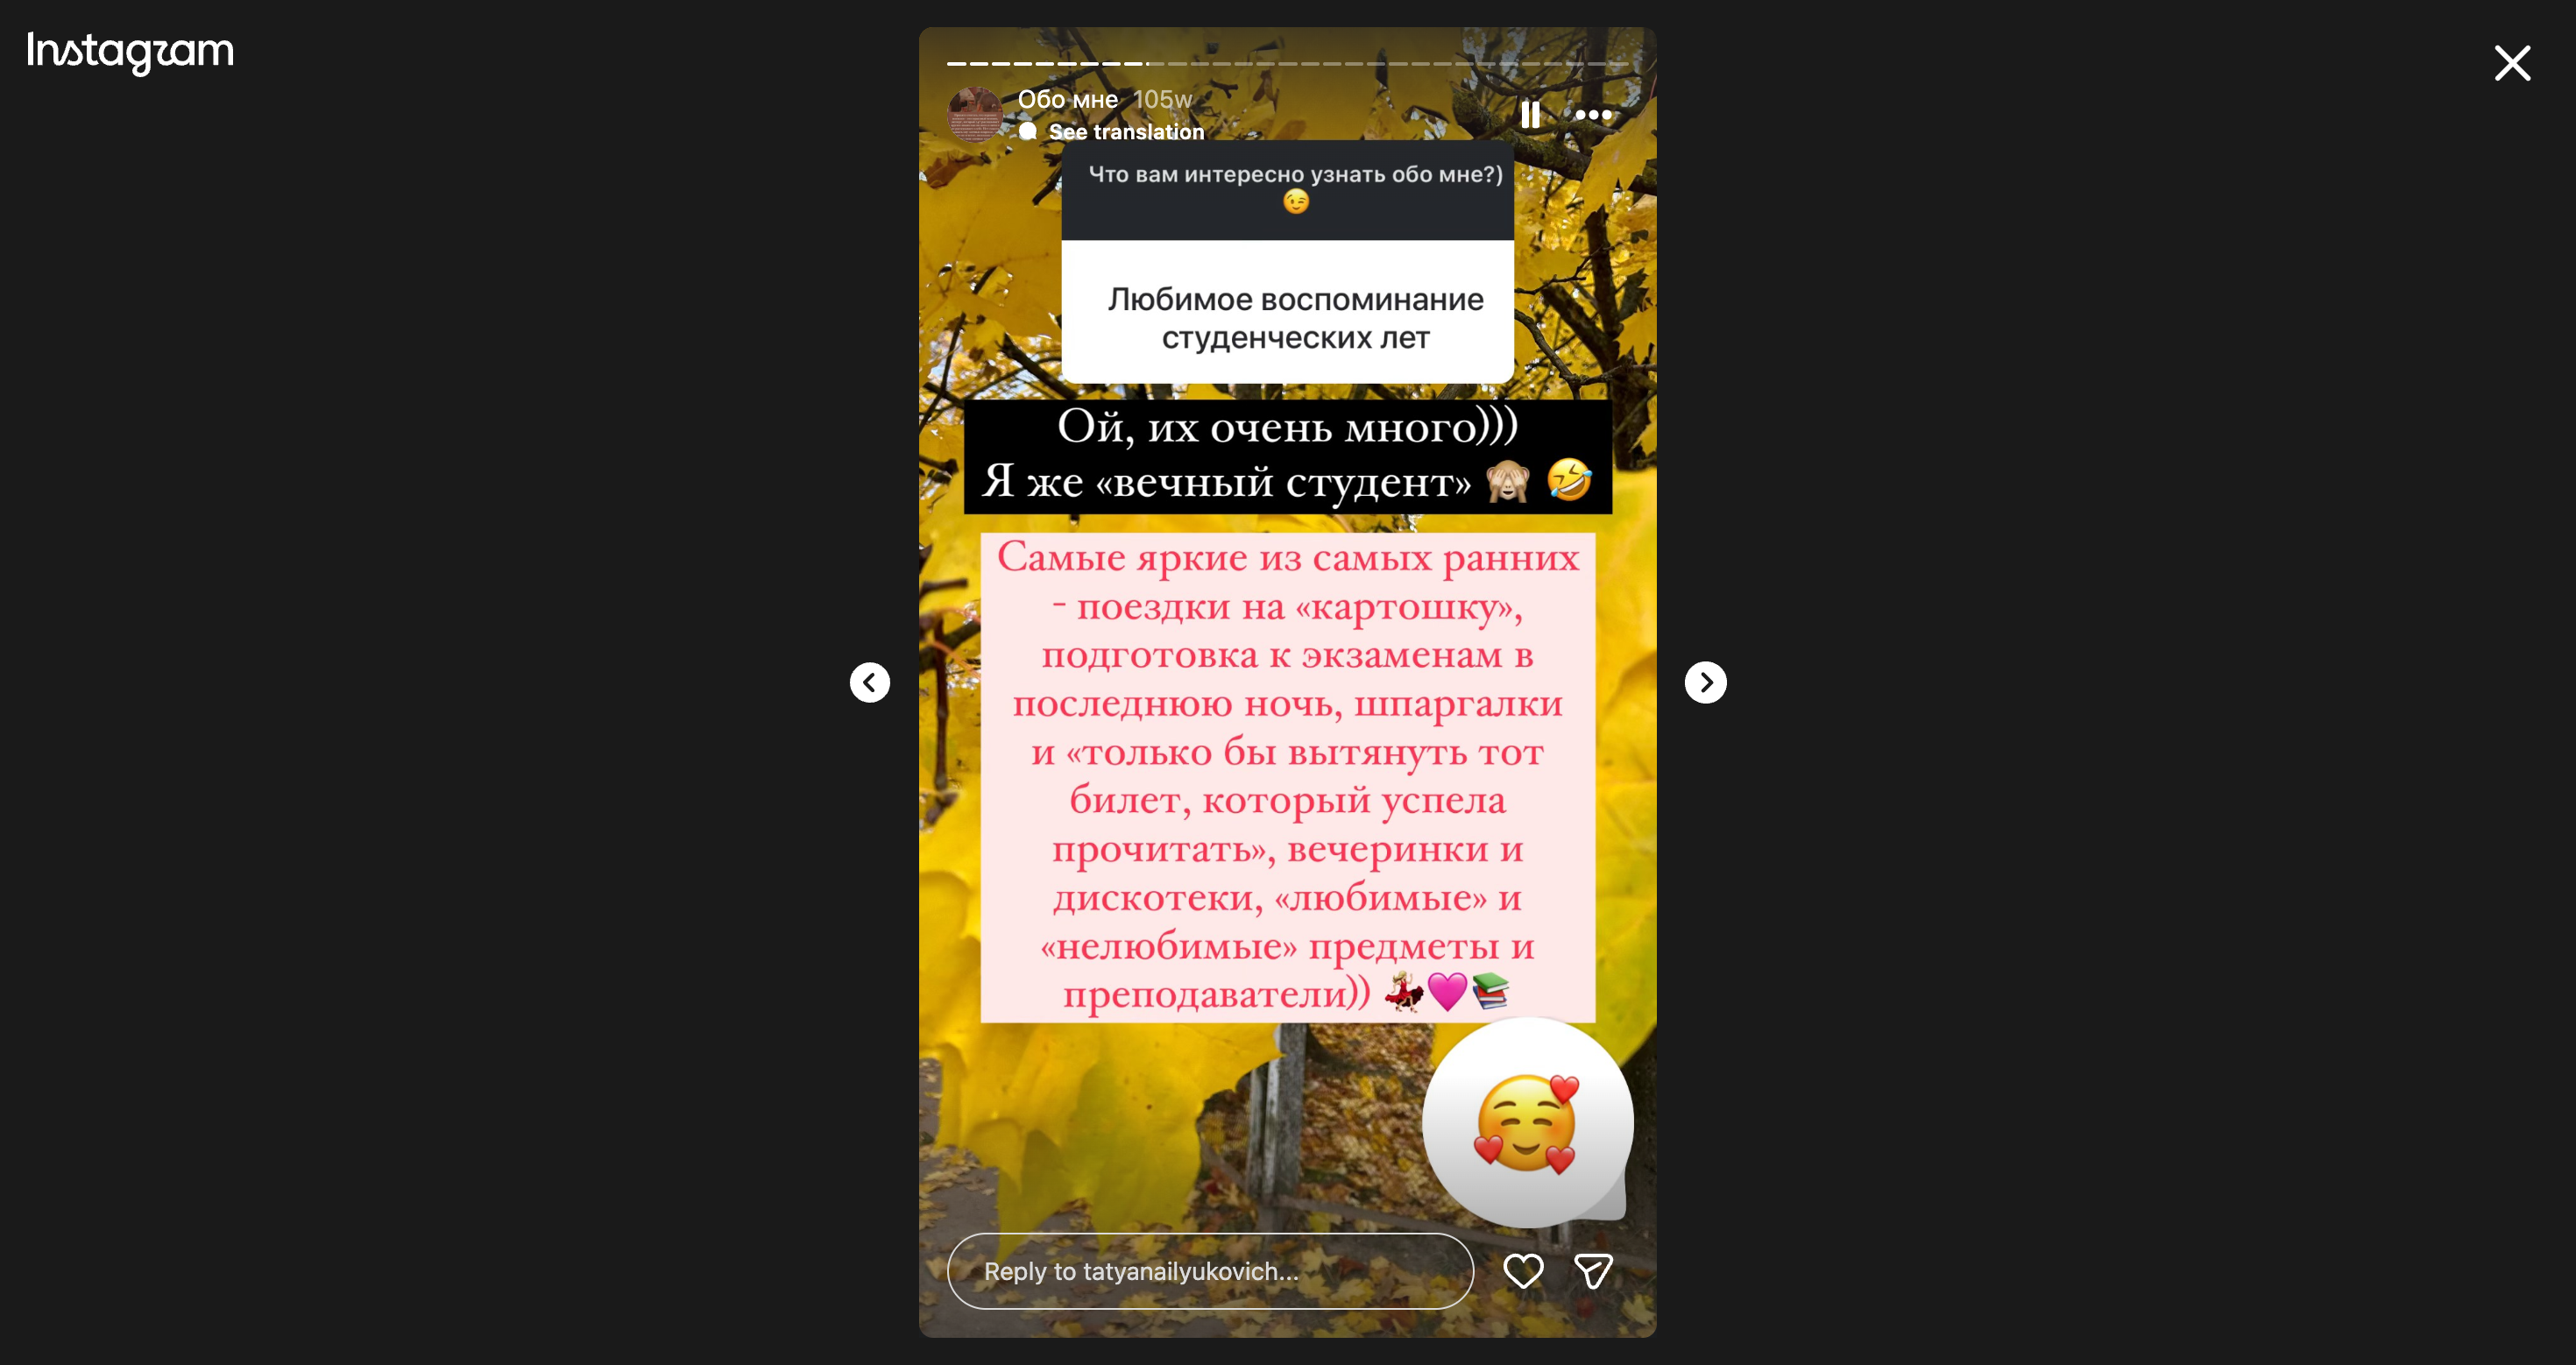 Instagram
Обо мне 105w
See translation
Что вам интересно узнать обо мне?)
😉
Любимое воспоминание
студенческих лет
Ой, их очень много)))
Я же «вечный студент» 🙈 🤣
Самые яркие из самых ранних
- поездки на «картошку»,
подготовка к экзаменам в
последнюю ночь, шпаргалки
и «только бы вытянуть тот
билет, который успела
прочитать», вечеринки и
дискотеки, «любимые» и
«нелюбимые» предметы и
преподаватели)) 💃🏼🩷📚
🥰
Reply to tatyanailyukovich...